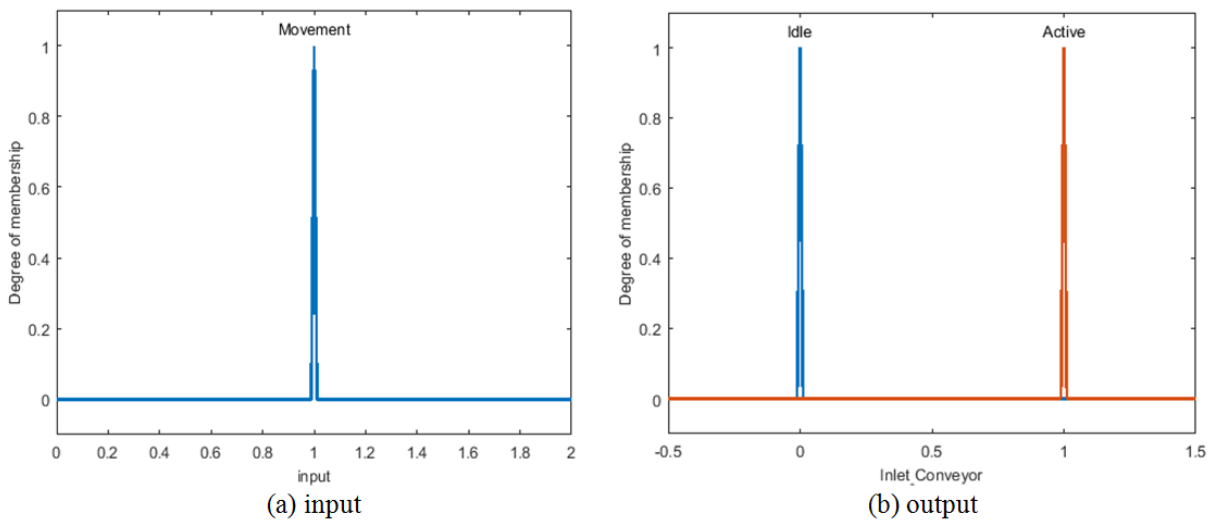 Movement
1
0.8
0.6
0.4
0.2
0
Degree of membership
0 0.2 0.4 0.6 0.8 1 1.2 1.4 1.6 1.8 2
input
(a) input
Idle Active
1
0.8
0.6
0.4
0.2
0
Degree of membership
-0.5 0 0.5 1 1.5
Inlet_Conveyor
(b) output